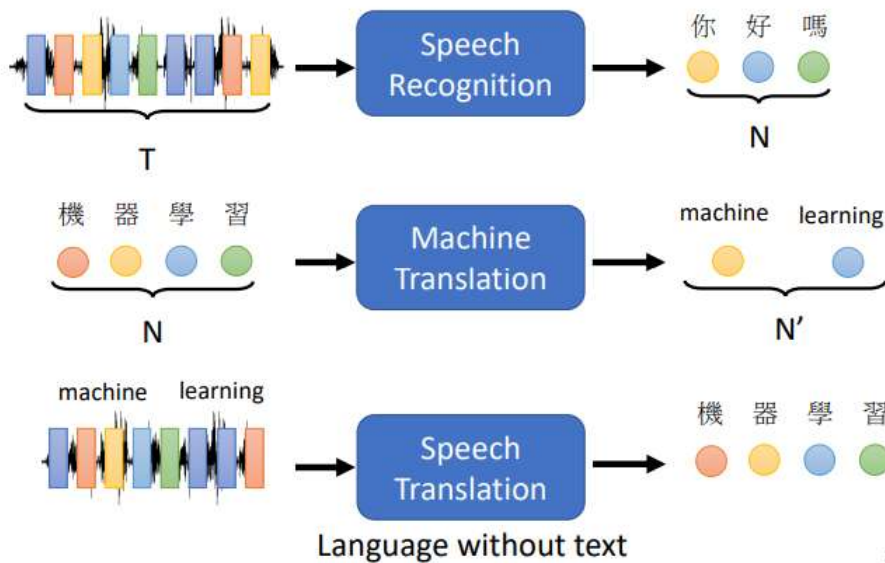 Speech
Recognition
你 好 嗎
T
N
機 器 學 習
Machine
Translation
machine learning
N
N’
machine learning
Speech
Translation
機 器 學 習
Language without text